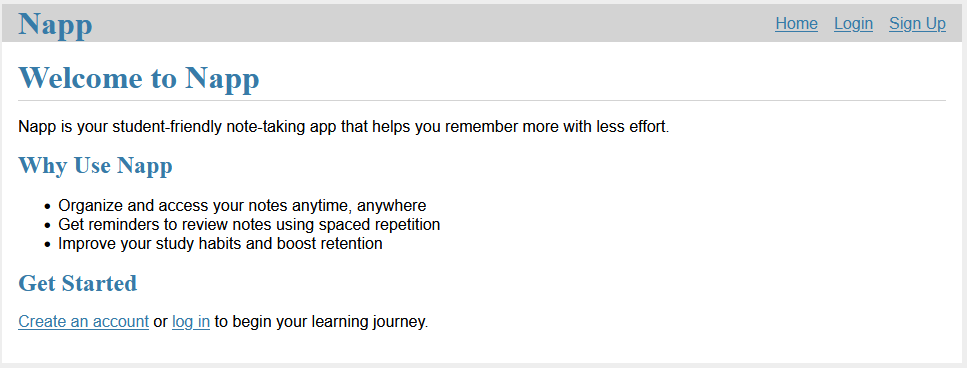 Napp
Home Login Sign Up
Welcome to Napp
Napp is your student-friendly note-taking app that helps you remember more with less effort.
Why Use Napp
Organize and access your notes anytime, anywhere
Get reminders to review notes using spaced repetition
Improve your study habits and boost retention
Get Started
Create an account or log in to begin your learning journey.